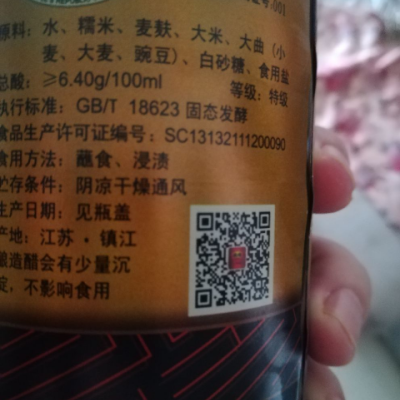 原料：水、糯米、麦麸、大米、大曲（小
麦、大麦、豌豆）、白砂糖、食用盐
总酸：≥6.40g/100ml
等级：特级
执行标准：GB/T 18623 固态发酵
食品生产许可证编号：SC13132111200090
食用方法：蘸食、浸渍
贮存条件：阴凉干燥通风
生产日期：见瓶盖
产地：江苏·镇江
酿造醋会有少量沉
淀，不影响食用